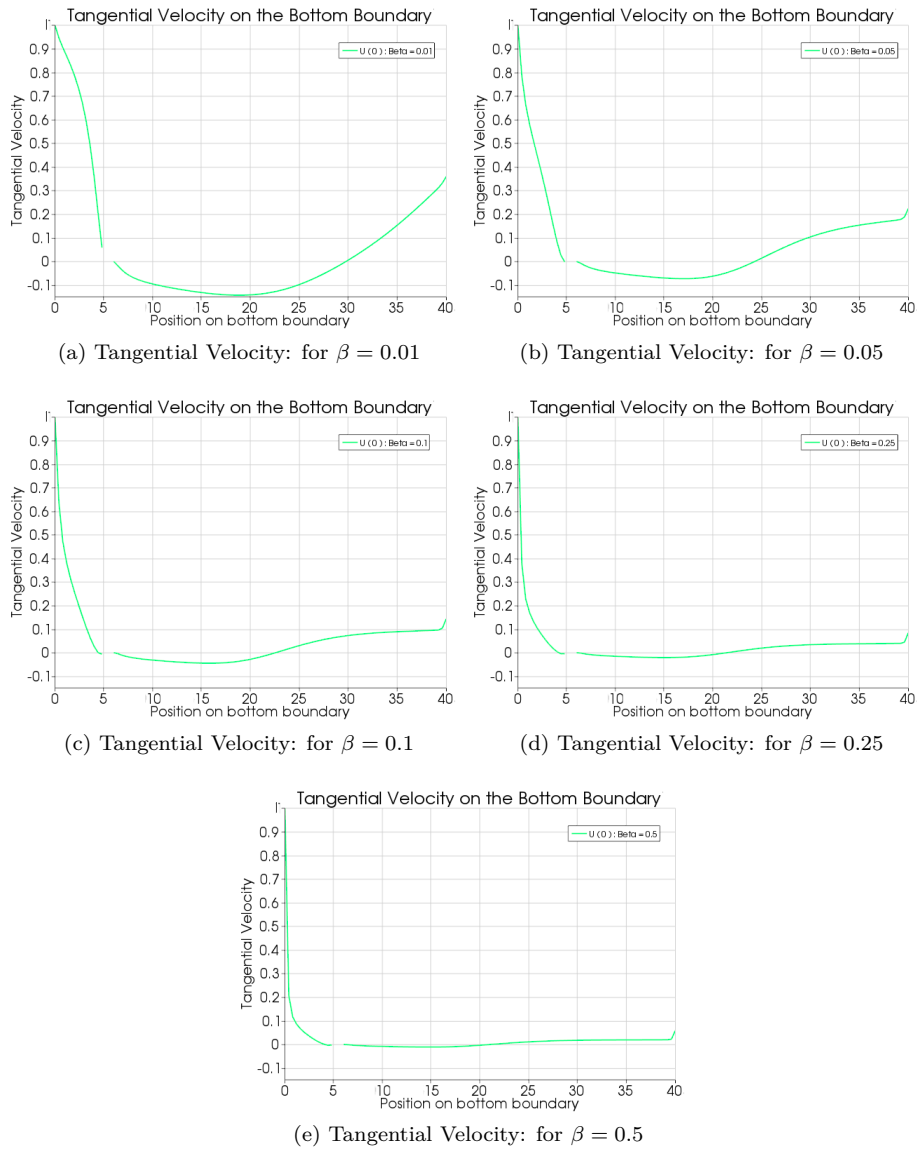 Tangential Velocity on the Bottom Boundary
Tangential Velocity on the Bottom Boundary
U ( 0 ) : Beta = 0.01
U ( 0 ) : Beta = 0.05
0.9
0.8
0.7
0.6
0.5
0.4
0.3
0.2
0.1
0
-0.1
Tangential Velocity
0 5 10 15 20 25 30 35 40
Position on bottom boundary
0.9
0.8
0.7
0.6
0.5
0.4
0.3
0.2
0.1
0
-0.1
Tangential Velocity
0 5 10 15 20 25 30 35 40
Position on bottom boundary
(a) Tangential Velocity: for β = 0.01
(b) Tangential Velocity: for β = 0.05
Tangential Velocity on the Bottom Boundary
Tangential Velocity on the Bottom Boundary
U ( 0 ) : Beta = 0.1
U ( 0 ) : Beta = 0.25
0.9
0.8
0.7
0.6
0.5
0.4
0.3
0.2
0.1
0
-0.1
Tangential Velocity
0 5 10 15 20 25 30 35 40
Position on bottom boundary
0.9
0.8
0.7
0.6
0.5
0.4
0.3
0.2
0.1
0
-0.1
Tangential Velocity
0 5 10 15 20 25 30 35 40
Position on bottom boundary
(c) Tangential Velocity: for β = 0.1
(d) Tangential Velocity: for β = 0.25
Tangential Velocity on the Bottom Boundary
U ( 0 ) : Beta = 0.5
0.9
0.8
0.7
0.6
0.5
0.4
0.3
0.2
0.1
0
-0.1
Tangential Velocity
0 5 10 15 20 25 30 35 40
Position on bottom boundary
(e) Tangential Velocity: for β = 0.5